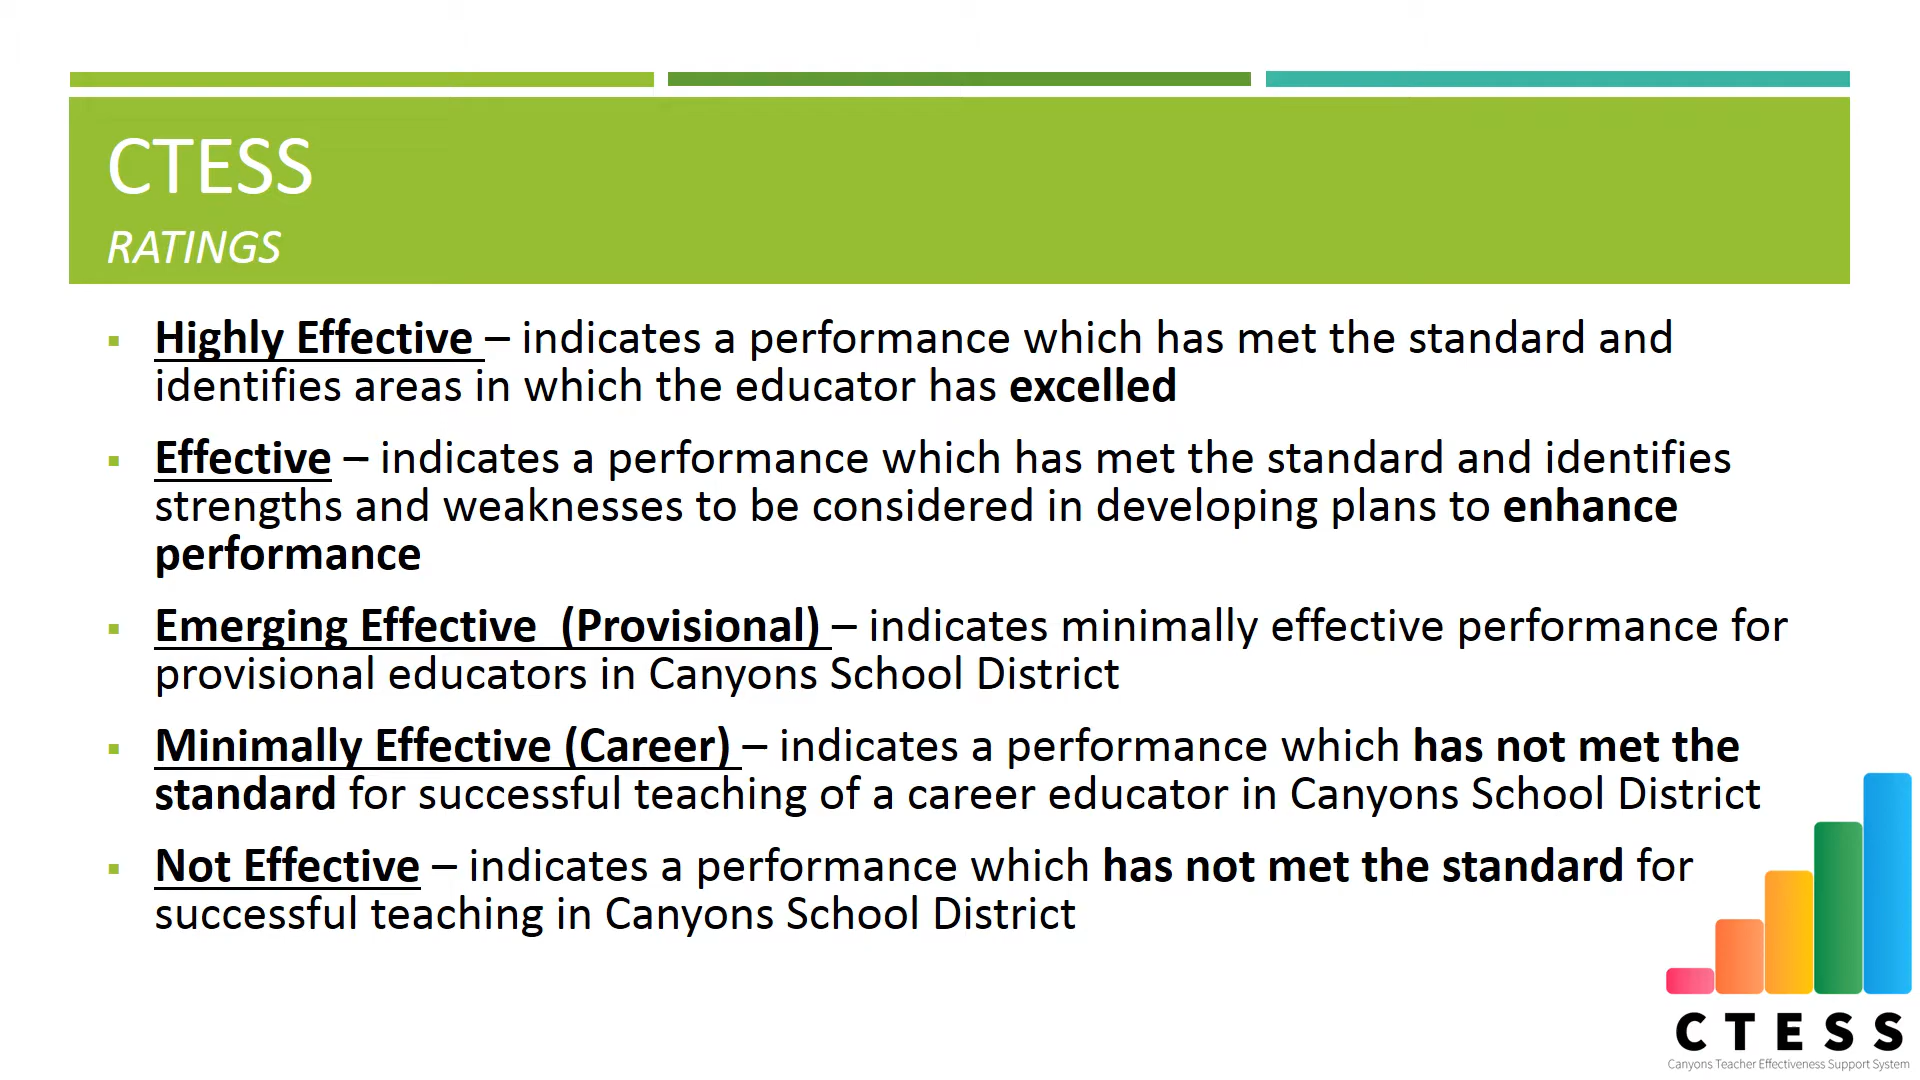 CTESS
RATINGS
▪ Highly Effective – indicates a performance which has met the standard and
identifies areas in which the educator has excelled
▪ Effective – indicates a performance which has met the standard and identifies
strengths and weaknesses to be considered in developing plans to enhance
performance
▪ Emerging Effective  (Provisional) – indicates minimally effective performance for
provisional educators in Canyons School District
▪ Minimally Effective (Career) – indicates a performance which has not met the
standard for successful teaching of a career educator in Canyons School District
▪ Not Effective – indicates a performance which has not met the standard for
successful teaching in Canyons School District
CTESS
Canyons Teacher Effectiveness Support System